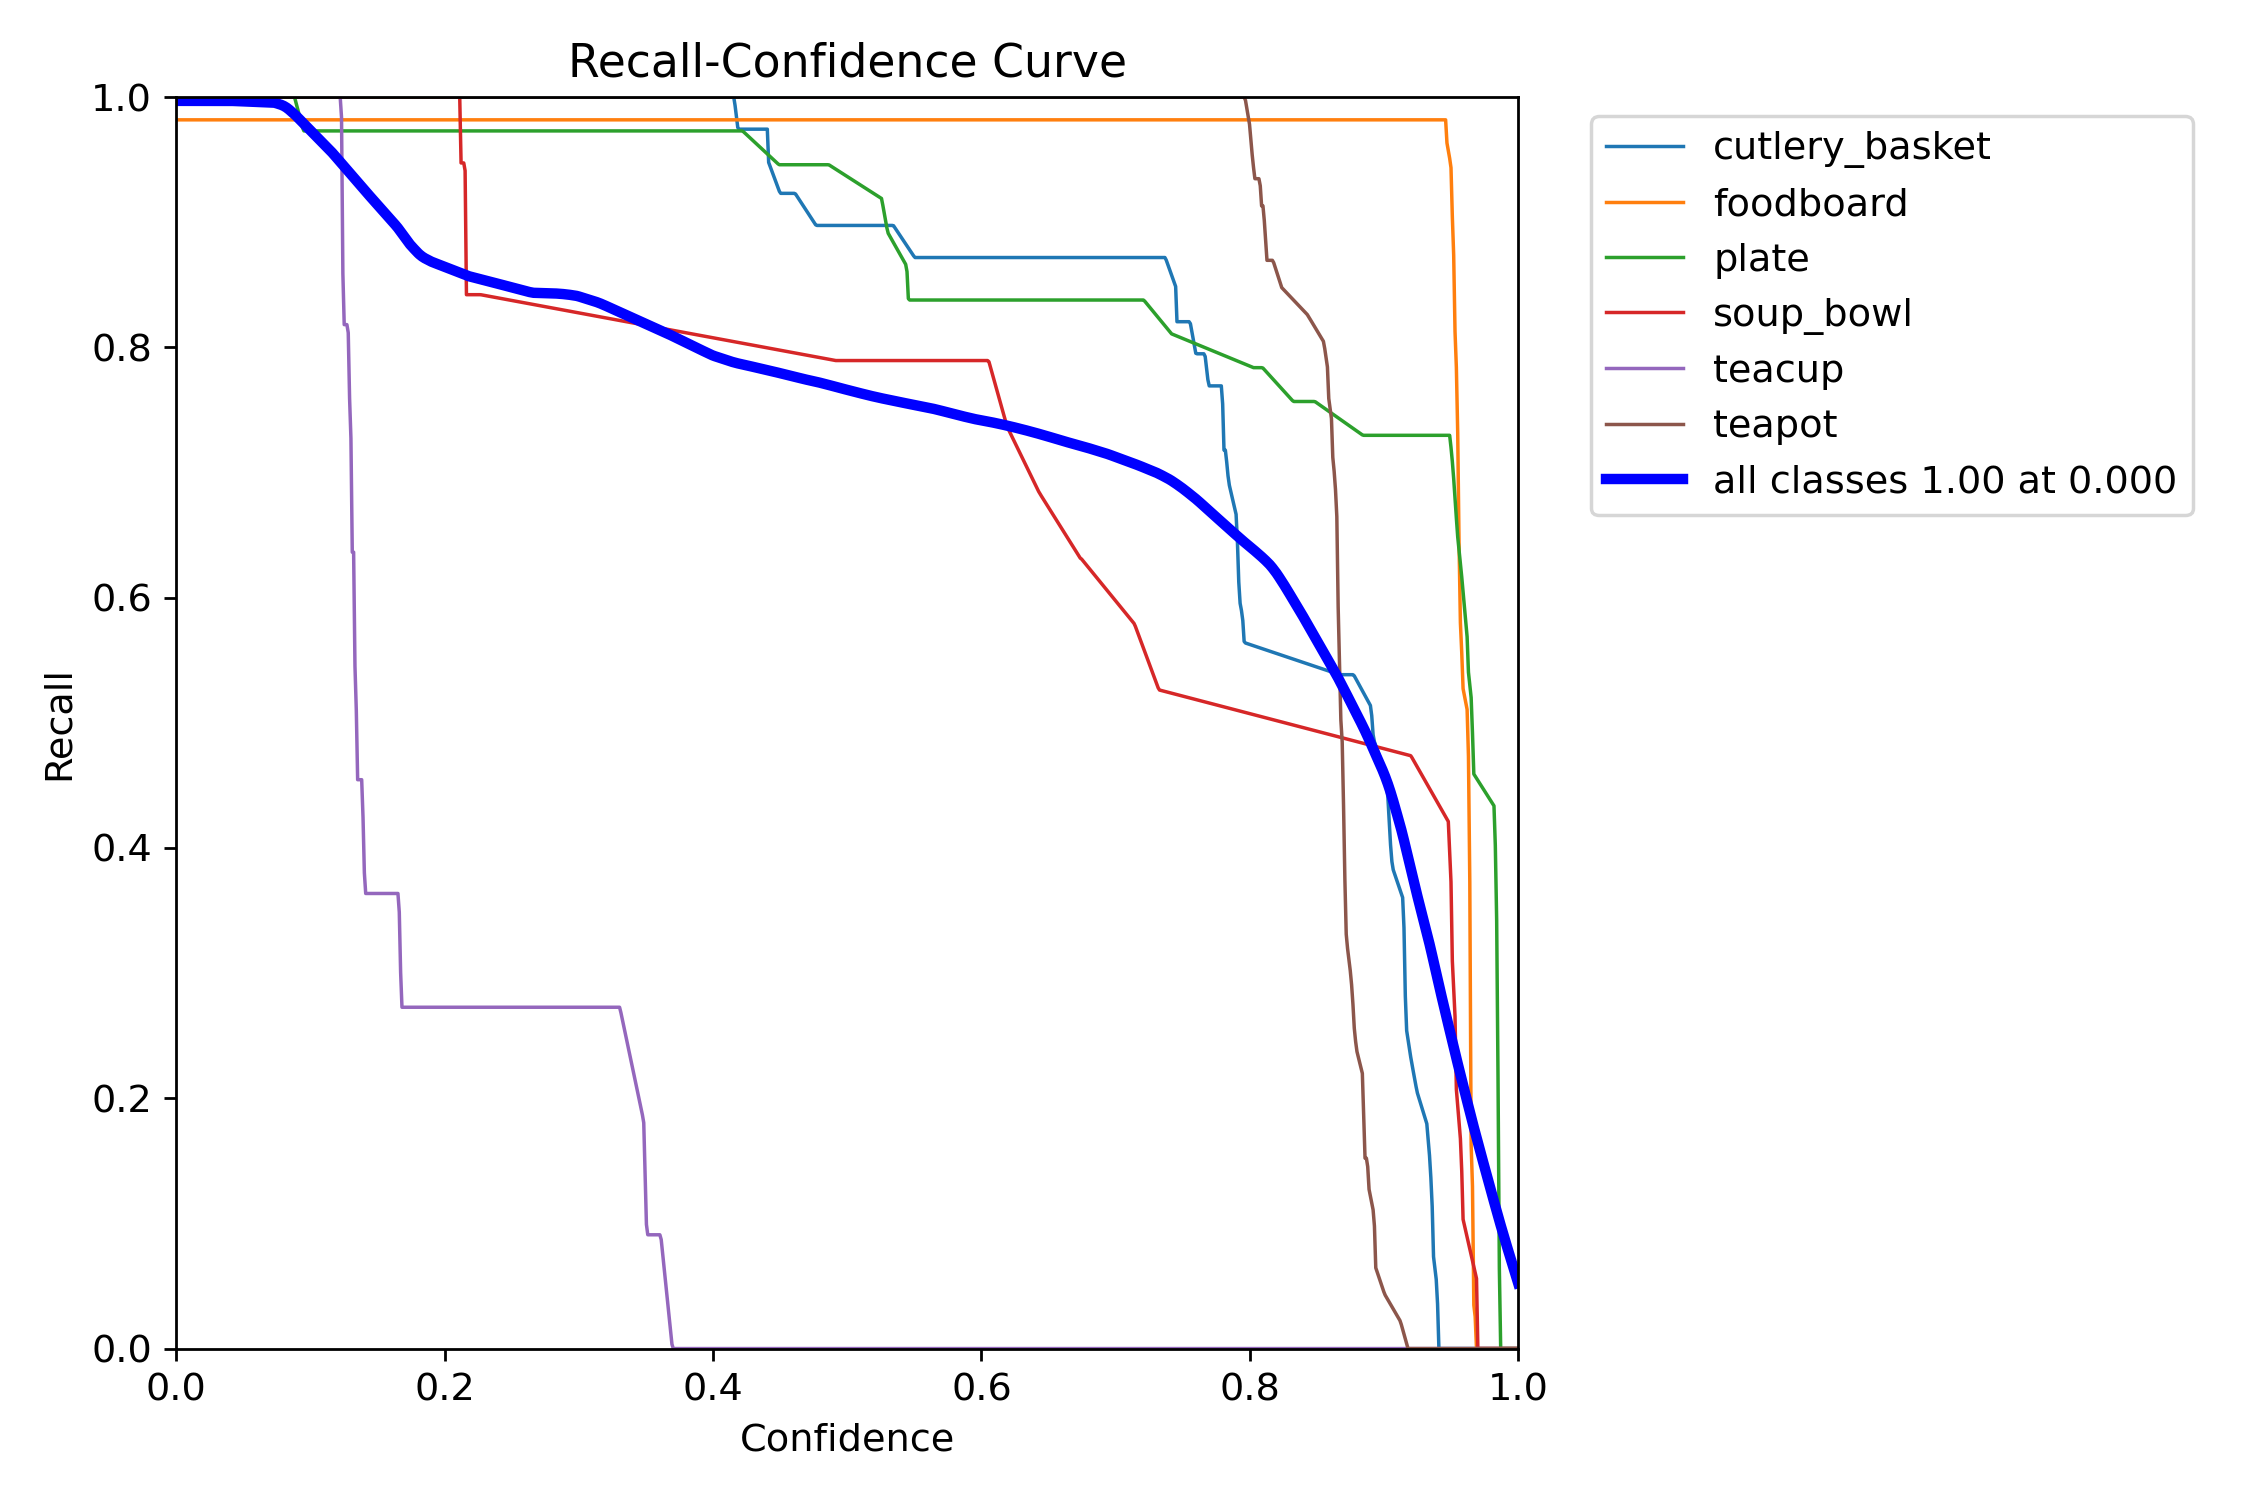 Recall-Confidence Curve
1.0
0.8
0.6
0.4
0.2
0.0
Recall
0.0 0.2 0.4 0.6 0.8 1.0
Confidence
cutlery_basket
foodboard
plate
soup_bowl
teacup
teapot
all classes 1.00 at 0.000